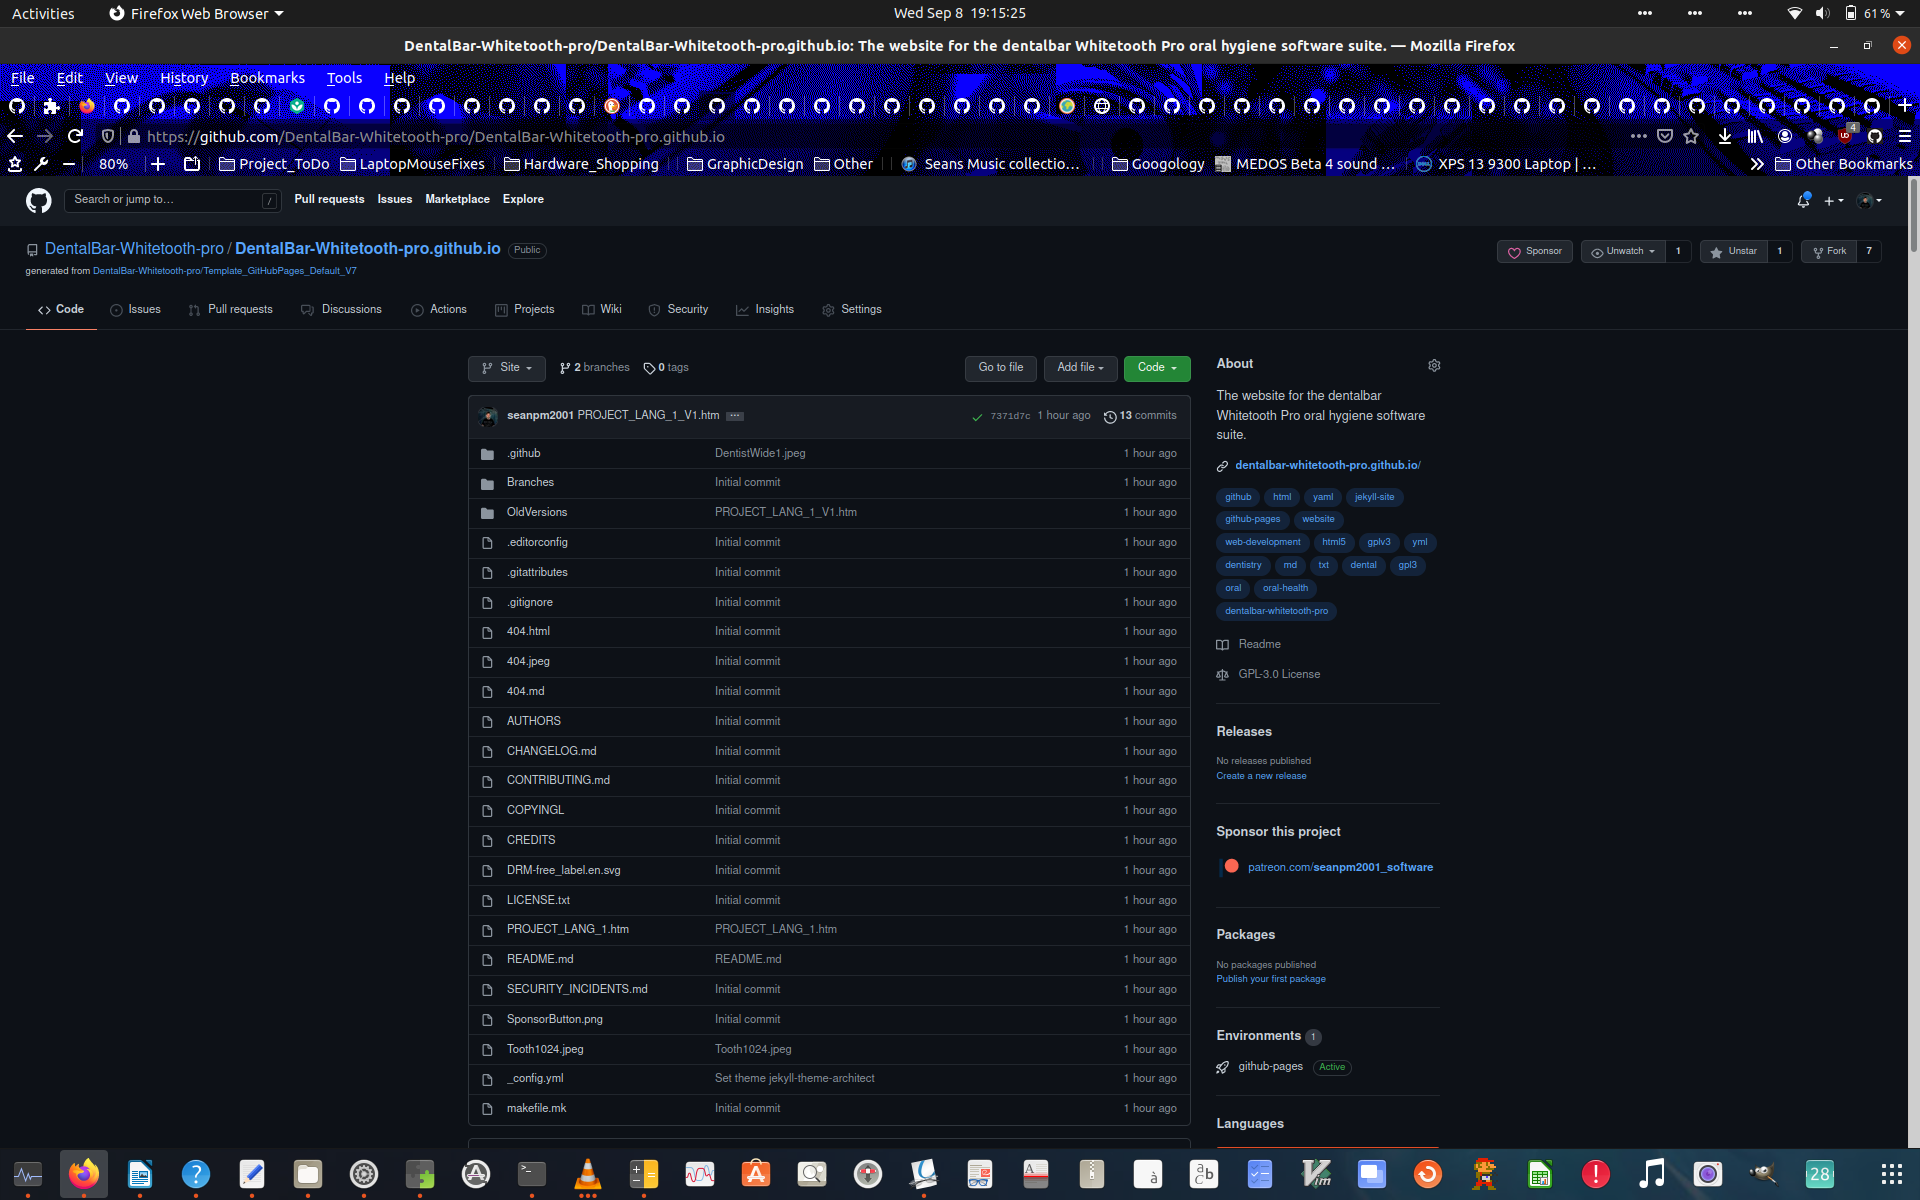 Activities Firefox Web Browser Wed Sep 8 19:15:25 61 %
DentalBar-Whitetooth-pro/DentalBar-Whitetooth-pro.github.io: The website for the dentalbar Whitetooth Pro oral hygiene software suite. — Mozilla Firefox
File Edit View History Bookmarks Tools Help
https://github.com/DentalBar-Whitetooth-pro/DentalBar-Whitetooth-pro.github.io 4
80% Project_ToDo LaptopMouseFixes Hardware_Shopping GraphicDesign Other Seans Music collectio… Googology MEDOS Beta 4 sound … XPS 13 9300 Laptop | … Other Bookmarks
Search or jump to… / Pull requests Issues Marketplace Explore
DentalBar-Whitetooth-pro / DentalBar-Whitetooth-pro.github.io Public Sponsor Unwatch 1 Unstar 1 Fork 7
generated from DentalBar-Whitetooth-pro/Template_GitHubPages_Default_V7
Code Issues Pull requests Discussions Actions Projects Wiki Security Insights Settings
Site 2 branches 0 tags Go to file Add file Code
seanpm2001 PROJECT_LANG_1_V1.htm ··· 7371d7c 1 hour ago 13 commits
.github DentistWide1.jpeg 1 hour ago
Branches Initial commit 1 hour ago
OldVersions PROJECT_LANG_1_V1.htm 1 hour ago
.editorconfig Initial commit 1 hour ago
.gitattributes Initial commit 1 hour ago
.gitignore Initial commit 1 hour ago
404.html Initial commit 1 hour ago
404.jpeg Initial commit 1 hour ago
404.md Initial commit 1 hour ago
AUTHORS Initial commit 1 hour ago
CHANGELOG.md Initial commit 1 hour ago
CONTRIBUTING.md Initial commit 1 hour ago
COPYINGL Initial commit 1 hour ago
CREDITS Initial commit 1 hour ago
DRM-free_label.en.svg Initial commit 1 hour ago
LICENSE.txt Initial commit 1 hour ago
PROJECT_LANG_1.htm PROJECT_LANG_1.htm 1 hour ago
README.md README.md 1 hour ago
SECURITY_INCIDENTS.md Initial commit 1 hour ago
SponsorButton.png Initial commit 1 hour ago
Tooth1024.jpeg Tooth1024.jpeg 1 hour ago
_config.yml Set theme jekyll-theme-architect 1 hour ago
makefile.mk Initial commit 1 hour ago
About
The website for the dentalbar
Whitetooth Pro oral hygiene software
suite.
dentalbar-whitetooth-pro.github.io/
github html yaml jekyll-site
github-pages website
web-development html5 gplv3 yml
dentistry md txt dental gpl3
oral oral-health
dentalbar-whitetooth-pro
Readme
GPL-3.0 License
Releases
No releases published
Create a new release
Sponsor this project
patreon.com/seanpm2001_software
Packages
No packages published
Publish your first package
Environments 1
github-pages Active
Languages
28